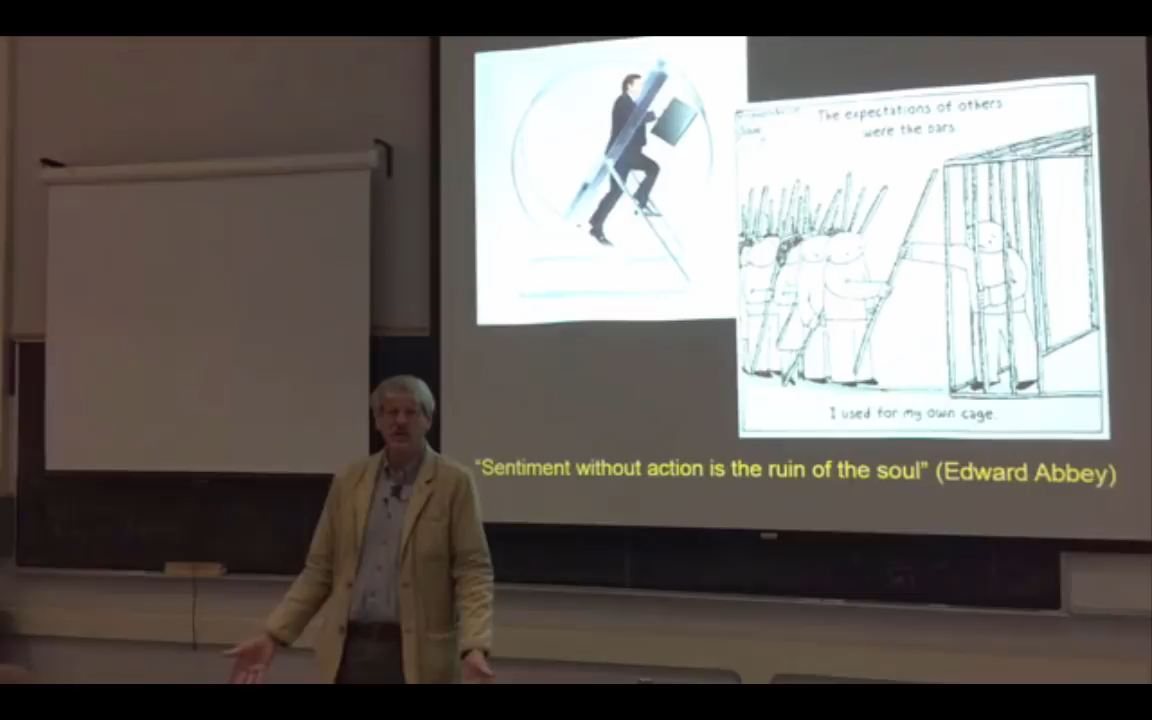 The expectations of others
were the bars
I used for my own cage.
"Sentiment without action is the ruin of the soul" (Edward Abbey)